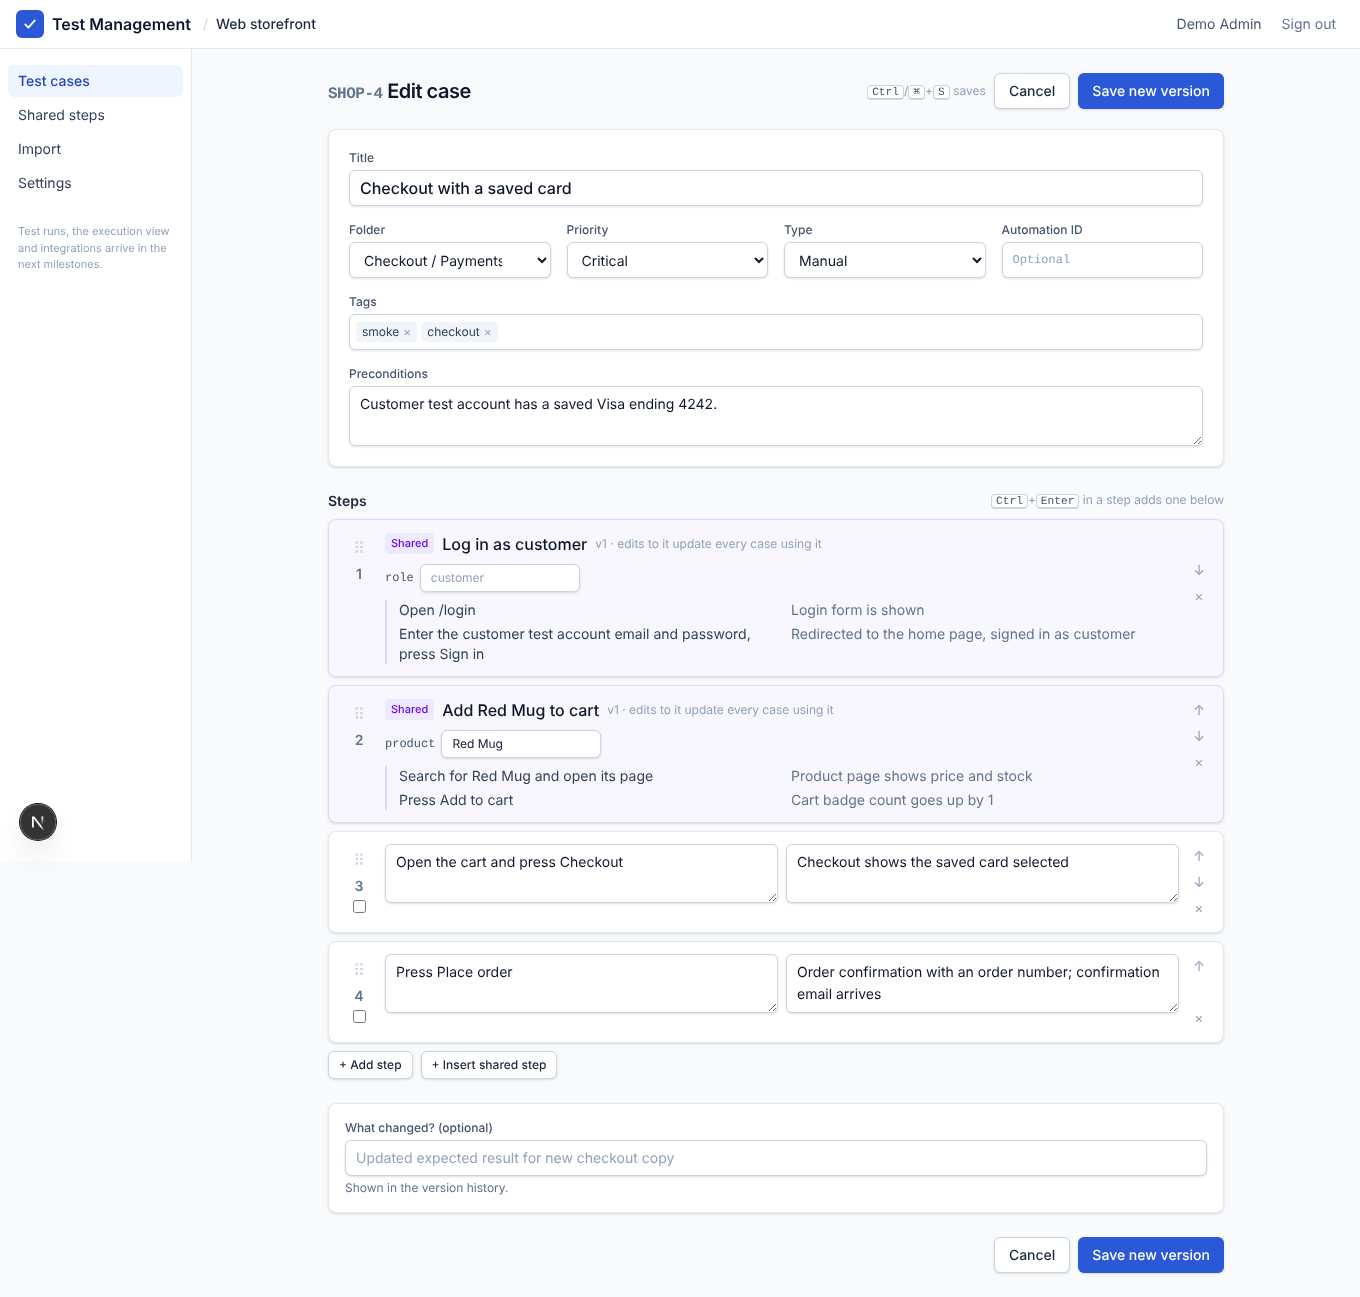 Test Management / Web storefront
Demo Admin Sign out
Test cases
Shared steps
Import
Settings
Test runs, the execution view
and integrations arrive in the
next milestones.
N
SHOP-4 Edit case
Ctrl/⌘+S saves
Cancel
Save new version
Title
Checkout with a saved card
Folder Priority Type Automation ID
Checkout / Payments Critical Manual Optional
Tags
smoke × checkout ×
Preconditions
Customer test account has a saved Visa ending 4242.
Steps
Ctrl+Enter in a step adds one below
1
Shared Log in as customer v1 · edits to it update every case using it
role customer
↓
×
Open /login Login form is shown
Enter the customer test account email and password, Redirected to the home page, signed in as customer
press Sign in
2
Shared Add Red Mug to cart v1 · edits to it update every case using it
product Red Mug
↑
↓
×
Search for Red Mug and open its page Product page shows price and stock
Press Add to cart Cart badge count goes up by 1
3
Open the cart and press Checkout Checkout shows the saved card selected
↑
↓
×
4
Press Place order Order confirmation with an order number; confirmation
email arrives
↑
×
+ Add step + Insert shared step
What changed? (optional)
Updated expected result for new checkout copy
Shown in the version history.
Cancel
Save new version